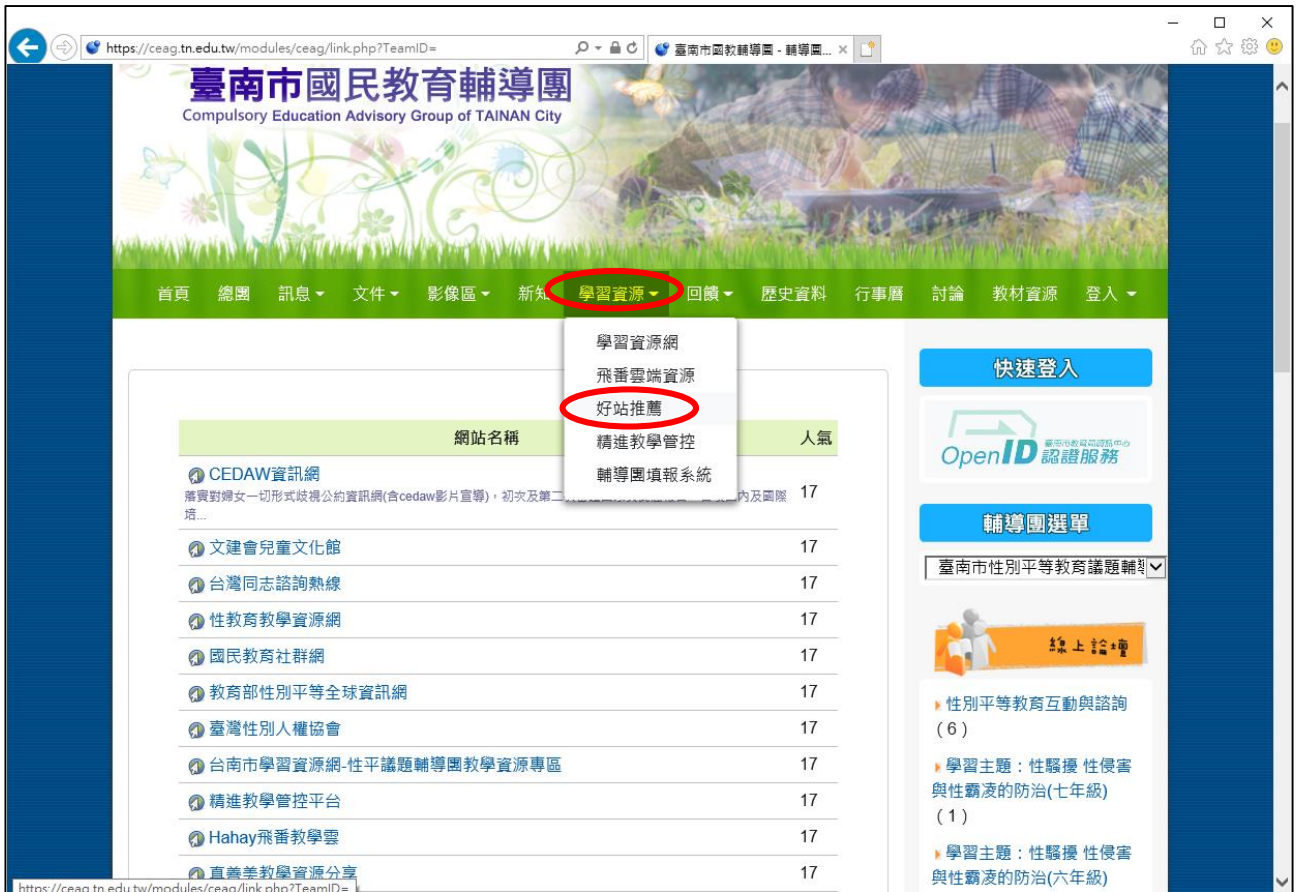 https://ceag.tn.edu.tw/modules/ceag/link.php?TeamID=
臺南市國教輔導團 - 輔導團...
臺南市國民教育輔導團
Compulsory Education Advisory Group of TAINAN City
首頁 總團 訊息 文件 影像區 新知 學習資源 回饋 歷史資料 行事曆 討論 教材資源 登入
學習資源網
飛番雲端資源
好站推薦
精進教學管控
輔導團填報系統
網站名稱 人氣
CEDAW資訊網
落實對婦女一切形式歧視公約資訊網(含cedaw影片宣導)，初次及第二
內及國際
培...
17
文建會兒童文化館 17
台灣同志諮詢熱線 17
性教育教學資源網 17
國民教育社群網 17
教育部性別平等全球資訊網 17
臺灣性別人權協會 17
台南市學習資源網-性平議題輔導團教學資源專區 17
精進教學管控平台 17
Hahay飛番教學雲 17
真善美教學資源分享 17
快速登入
OpenID
臺南市教育局資訊中心
認證服務
輔導團選單
臺南市性別平等教育議題輔導
線上論壇
性別平等教育互動與諮詢
(6)
學習主題：性騷擾 性侵害
與性霸凌的防治(七年級)
(1)
學習主題：性騷擾 性侵害
與性霸凌的防治(六年級)
https://ceag.tn.edu.tw/modules/ceag/link.php?TeamID=